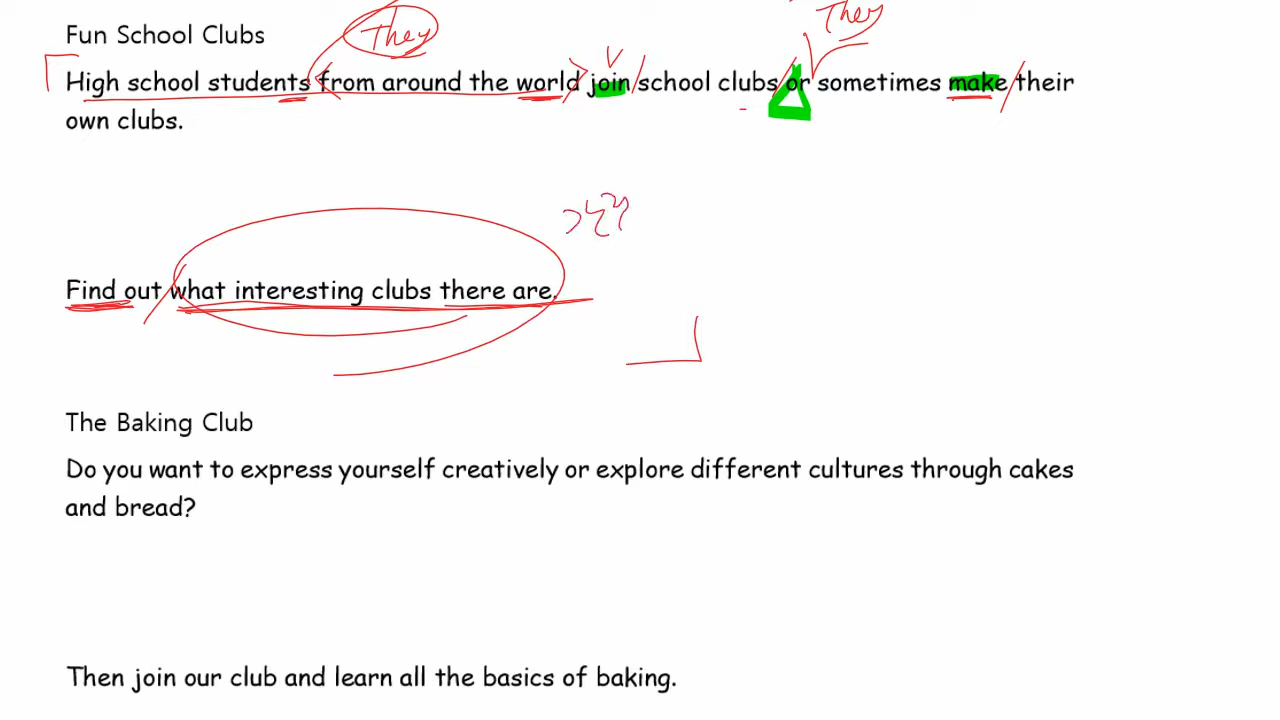 They
They
Fun School Clubs
V
High school students from around the world join school clubs or sometimes make their
own clubs.
Find out what interesting clubs there are.
The Baking Club
Do you want to express yourself creatively or explore different cultures through cakes
and bread?
Then join our club and learn all the basics of baking.